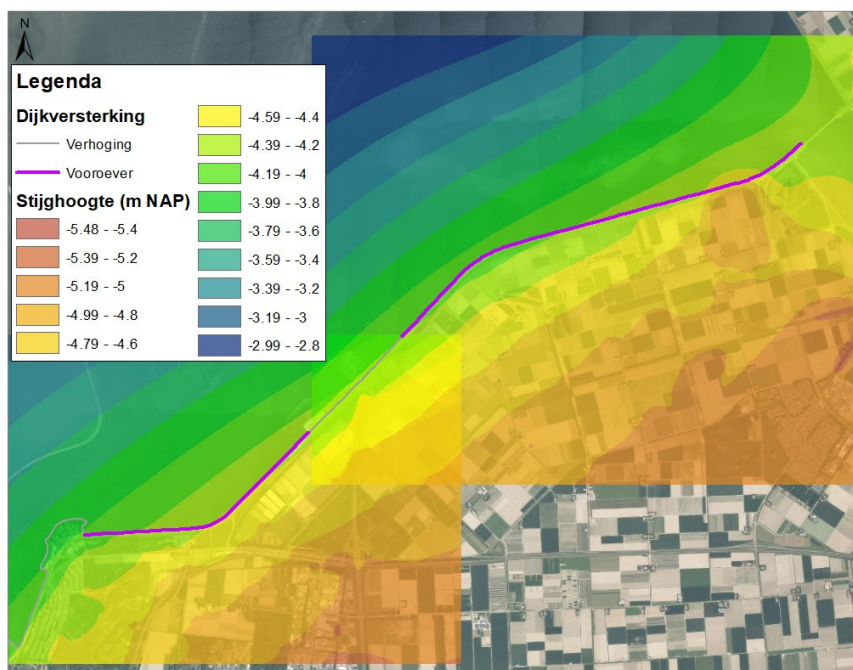 N
Legenda
Dijkversterking
Verhoging
Vooroever
Stijghoogte (m NAP)
-5.48 - -5.4
-5.39 - -5.2
-5.19 - -5
-4.99 - -4.8
-4.79 - -4.6
-4.59 - -4.4
-4.39 - -4.2
-4.19 - -4
-3.99 - -3.8
-3.79 - -3.6
-3.59 - -3.4
-3.39 - -3.2
-3.19 - -3
-2.99 - -2.8